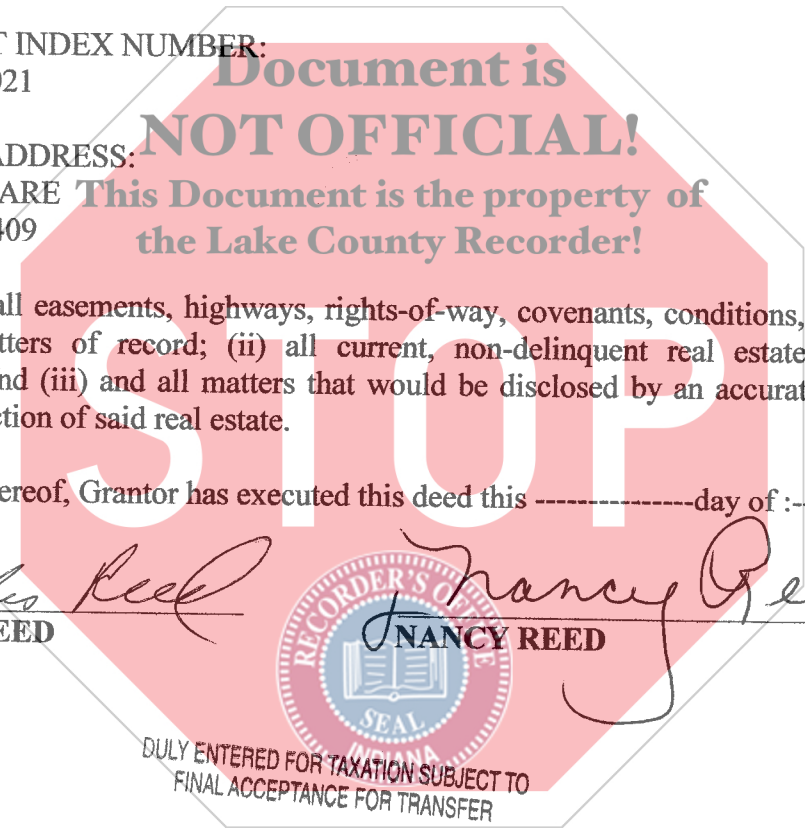 T INDEX NUMBER:
021
Document is
NOT OFFICIAL!
ADDRESS:
ARE This Document is the property of
409
the Lake County Recorder!
all easements, highways, rights-of-way, covenants, conditions,
tters of record; (ii) all current, non-delinquent real estate
nd (iii) and all matters that would be disclosed by an accurat
ction of said real estate.
STOP
ereof, Grantor has executed this deed this ----------------day of :--
Reed
Nancy Re
EED
NANCY REED
RECORDER'S OFFICE
SEAL
INDIANA
DULY ENTERED FOR TAXATION SUBJECT TO
FINAL ACCEPTANCE FOR TRANSFER